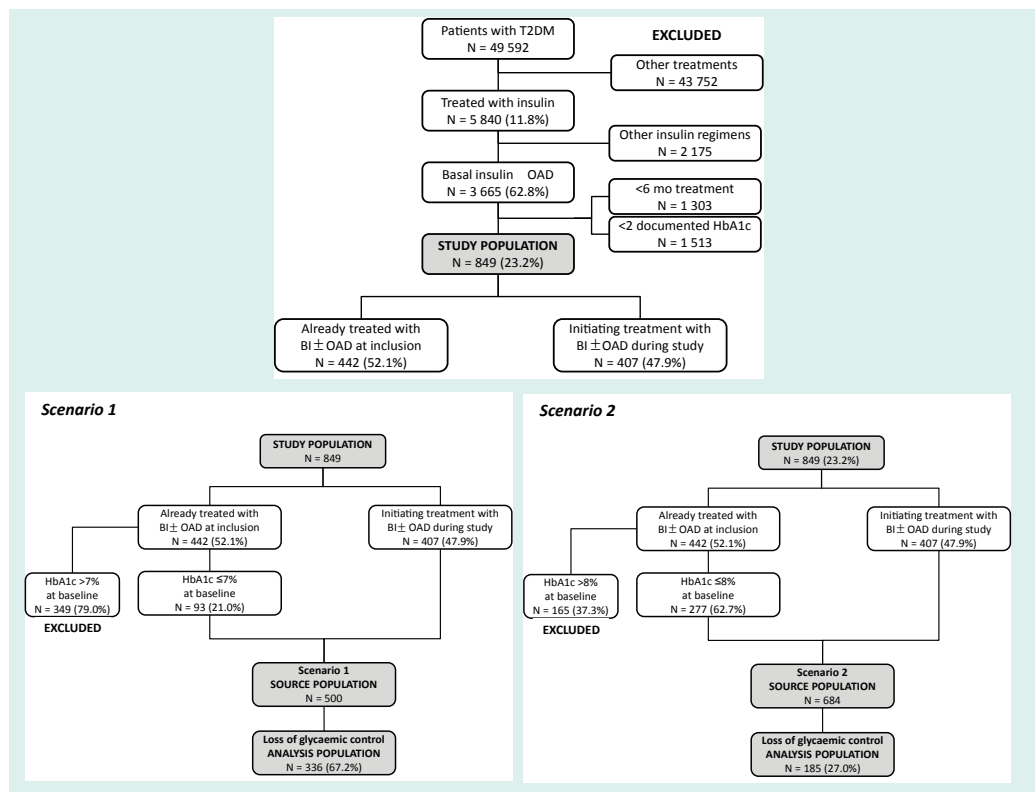 Patients with T2DM
N = 49 592
EXCLUDED
Other treatments
N = 43 752
Treated with insulin
N = 5 840 (11.8%)
Other insulin regimens
N = 2 175
Basal insulin OAD
N = 3 665 (62.8%)
<6 mo treatment
N = 1 303
<2 documented HbA1c
N = 1 513
STUDY POPULATION
N = 849 (23.2%)
Already treated with
BI ± OAD at inclusion
N = 442 (52.1%)
Initiating treatment with
BI ± OAD during study
N = 407 (47.9%)
Scenario 1
STUDY POPULATION
N = 849
Already treated with
BI± OAD at inclusion
N = 442 (52.1%)
Initiating treatment with
BI± OAD during study
N = 407 (47.9%)
HbA1c >7%
at baseline
N = 349 (79.0%)
EXCLUDED
HbA1c ≤7%
at baseline
N = 93 (21.0%)
Scenario 1
SOURCE POPULATION
N = 500
Loss of glycaemic control
ANALYSIS POPULATION
N = 336 (67.2%)
Scenario 2
STUDY POPULATION
N = 849 (23.2%)
Already treated with
BI± OAD at inclusion
N = 442 (52.1%)
Initiating treatment with
BI± OAD during study
N = 407 (47.9%)
HbA1c >8%
at baseline
N = 165 (37.3%)
EXCLUDED
HbA1c ≤8%
at baseline
N = 277 (62.7%)
Scenario 2
SOURCE POPULATION
N = 684
Loss of glycaemic control
ANALYSIS POPULATION
N = 185 (27.0%)